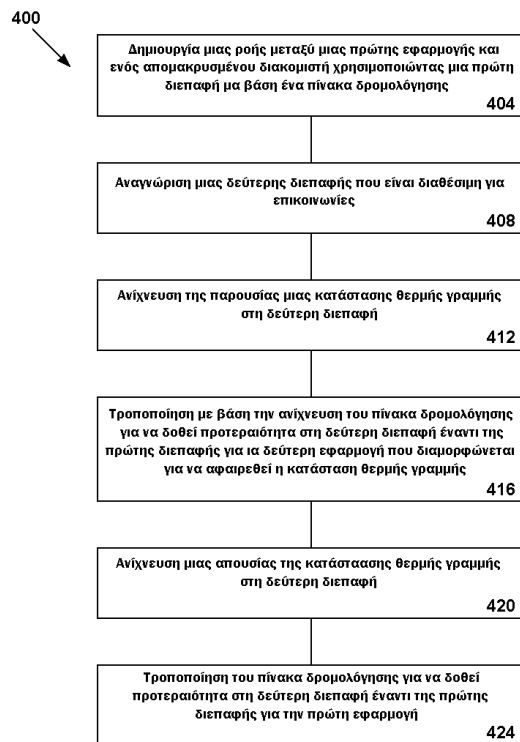 400
Δημιουργία μιας ροής μεταξύ μιας πρώτης εφαρμογής και
ενός απομακρυσμένου διακομιστή χρησιμοποιώντας μια πρώτη
διεπαφή μα βάση ένα πίνακα δρομολόγησης
404
Αναγνώριση μιας δεύτερης διεπαφής που είναι διαθέσιμη για
επικοινωνίες
408
Ανίχνευση της παρουσίας μιας κατάστασης θερμής γραμμής
στη δεύτερη διεπαφή
412
Τροποποίηση με βάση την ανίχνευση του πίνακα δρομολόγησης
για να δοθεί προτεραιότητα στη δεύτερη διεπαφή έναντι της
πρώτης διεπαφής για ια δεύτερη εφαρμογή που διαμορφώνεται
για να αφαιρεθεί η κατάσταση θερμής γραμμής
416
Ανίχνευση μιας απουσίας της κατάστаασης θερμής γραμμής
στη δεύτερη διεπαφή
420
Τροποποίηση του πίνακα δρομολόγησης για να δοθεί
προτεραιότητα στη δεύτερη διεπαφή έναντι της πρώτης
διεπαφής για την πρώτη εφαρμογή
424